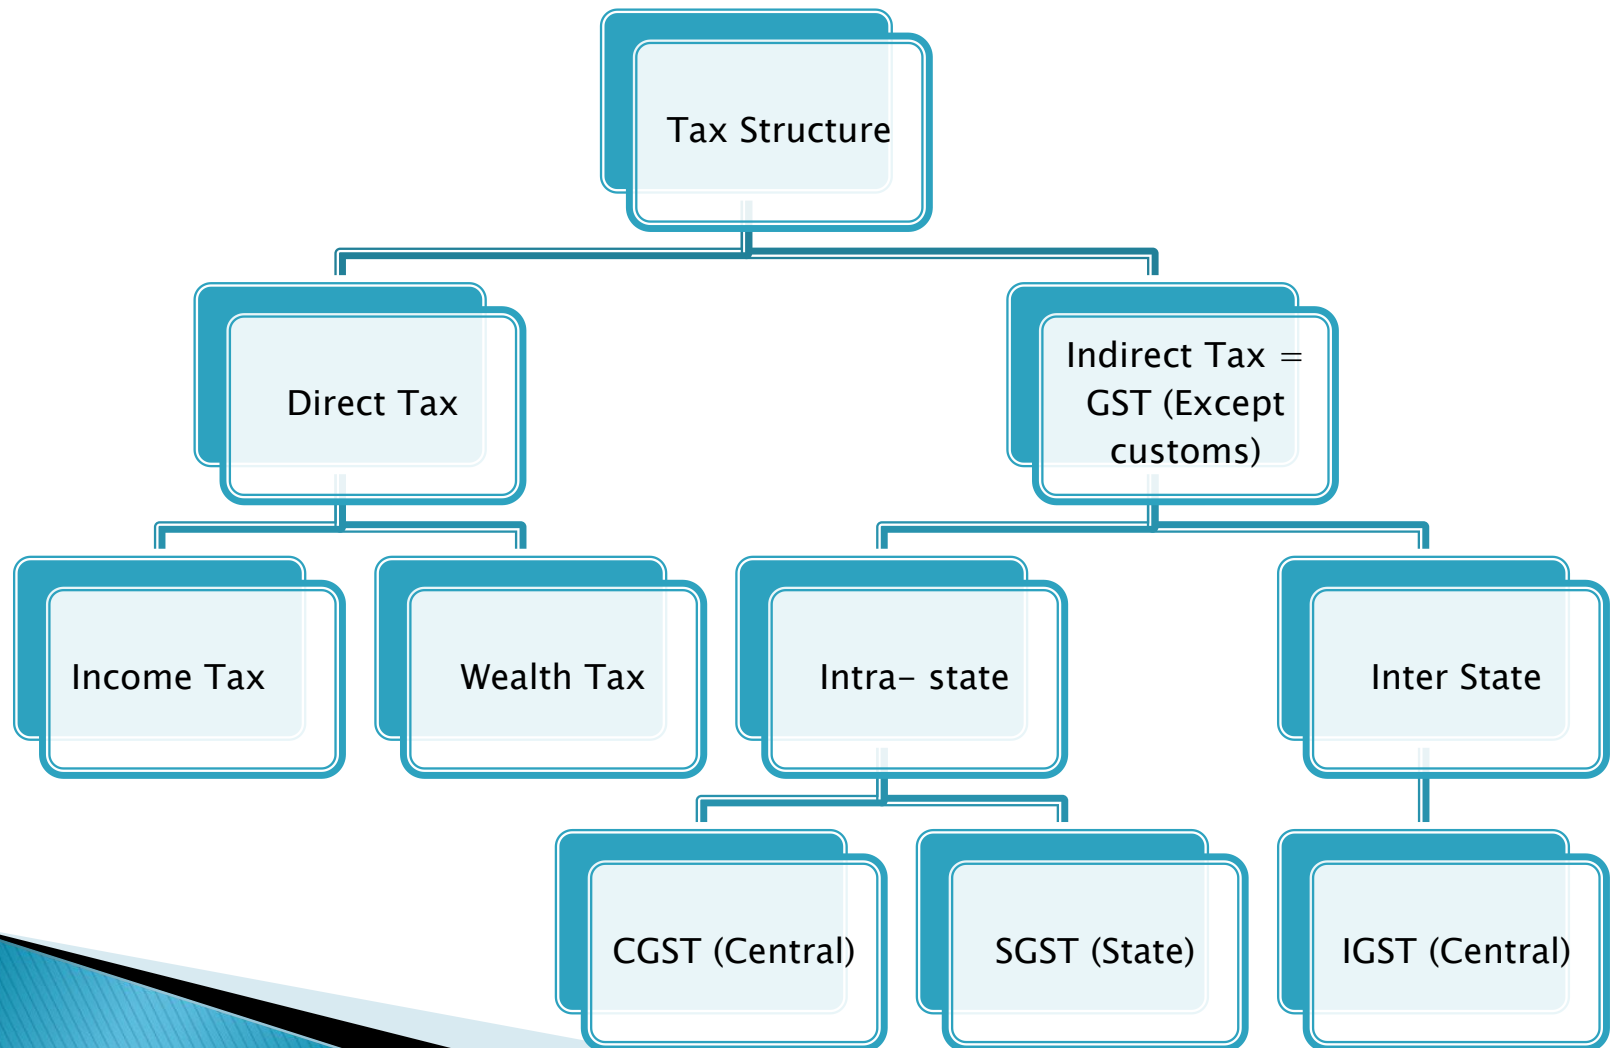 Tax Structure
Direct Tax
Indirect Tax =
GST (Except
customs)
Income Tax
Wealth Tax
Intra- state
Inter State
CGST (Central)
SGST (State)
IGST (Central)